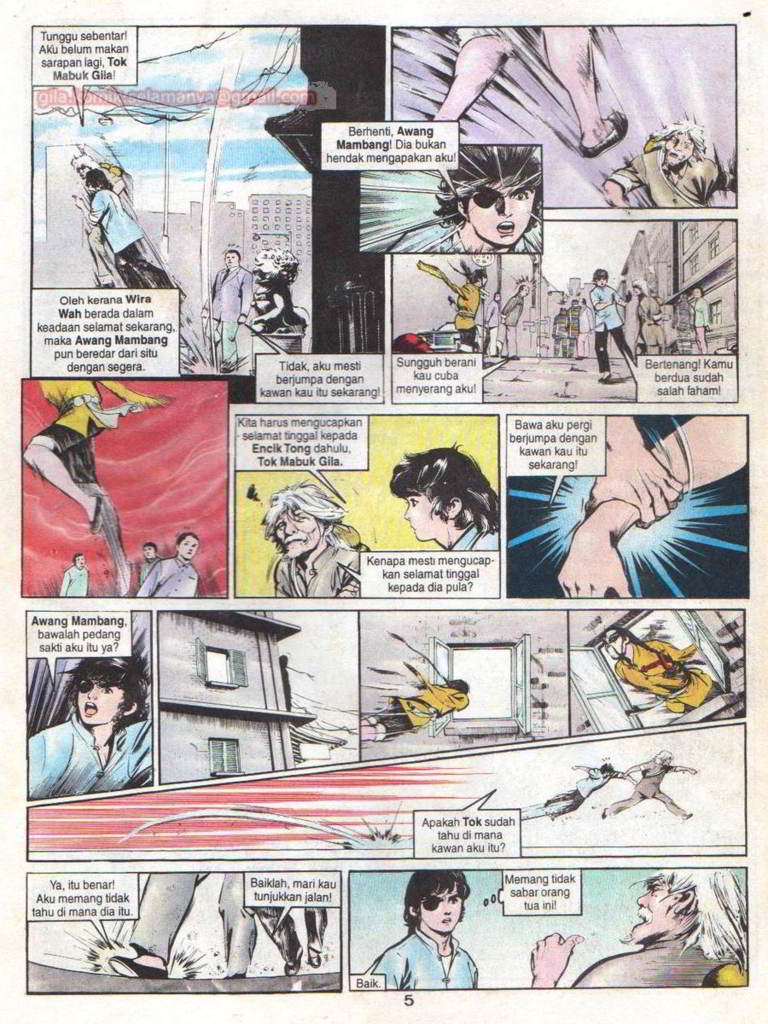 Tunggu sebentar!
Aku belum makan
sarapan lagi, Tok
Mabuk Gila!
gila.komik.selamanya@gmail.com
Oleh kerana Wira
Wah berada dalam
keadaan selamat sekarang,
maka Awang Mambang
pun beredar dari situ
dengan segera.
Tidak, aku mesti
berjumpa dengan
kawan kau itu sekarang!
Berhenti, Awang
Mambang! Dia bukan
hendak mengapakan aku!
Sungguh berani
kau cuba
menyerang aku!
Bertenang! Kamu
berdua sudah
salah faham!
Kita harus mengucapkan
selamat tinggal kepada
Encik Tong dahulu,
Tok Mabuk Gila.
Kenapa mesti mengucap-
kan selamat tinggal
kepada dia pula?
Bawa aku pergi
berjumpa dengan
kawan kau itu
sekarang!
Awang Mambang,
bawalah pedang
sakti aku itu ya?
Apakah Tok sudah
tahu di mana
kawan aku itu?
Ya, itu benar!
Aku memang tidak
tahu di mana dia itu.
Baiklah, mari kau
tunjukkan jalan!
Memang tidak
sabar orang
tua ini!
Baik.
5